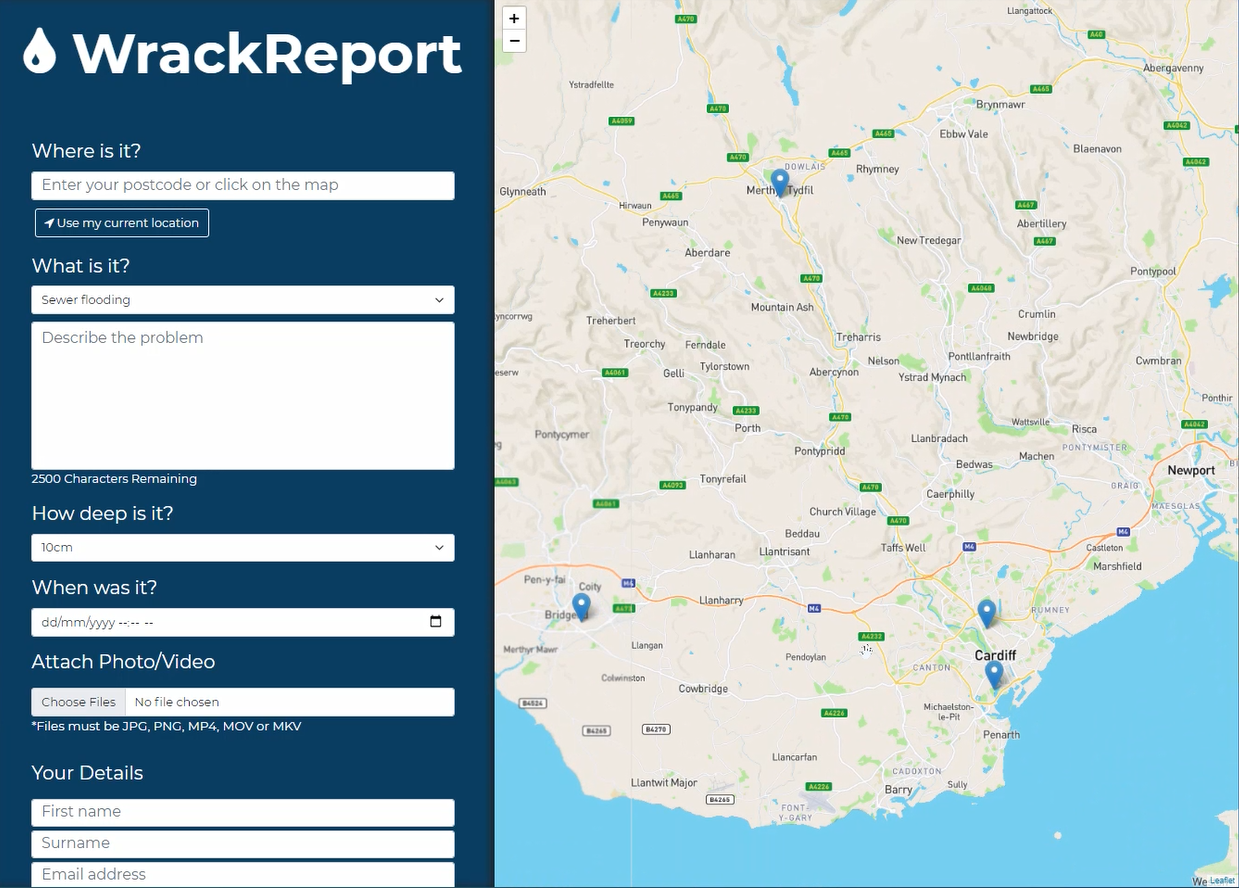 WrackReport
Where is it?
Enter your postcode or click on the map
Use my current location
What is it?
Sewer flooding
Describe the problem
2500 Characters Remaining
How deep is it?
10cm
When was it?
dd/mm/yyyy --:-- --
Attach Photo/Video
Choose Files No file chosen
*Files must be JPG, PNG, MP4, MOV or MKV
Your Details
First name
Surname
Email address
+
−
Llangattock
A470
A40
Abergavenny
Ystradfellte
A465
Brynmawr
A470
A4059
A465
Ebbw Vale
A4042
Blaenavon
A470
A465
DOWLAIS
Rhymney
A4042
Glynneath
A465
Merthyr Tydfil
Hirwaun
A467
Penywaun
Abertillery
New Tredegar
A467
Aberdare
Pontypool
A470
A4048
A4233
Mountain Ash
Crumlin
Treherbert
Newbridge
Treorchy
Ferndale
Treharris
Pontllanfraith
Nelson
Cwmbran
Tylorstown
A4061
Gelli
Abercynon
Ystrad Mynach
Ponthir
Tonypandy
A4233
A470
Porth
Wattsville
Risca
A4042
Pontycymer
Llanbradach
PONTYMISTER
Pontypridd
Machen
Bedwas
Newport
A4063
A4093
Tonyrefail
A470
GRAIG
Caerphilly
A4061
MAESGLAS
Church Village
A470
Beddau
M4
Taffs Well
M4
Castleton
Llanharan
Llantrisant
Marshfield
Pen-y-fai
Coity
M4
Llanharry
M4
A473
RUMNEY
Bridgend
A4232
Llangan
Merthyr Mawr
Pendoylan
Cardiff
CANTON
Colwinston
Cowbridge
B4524
A4226
Michaelston-
le-Pit
B4265
B4270
Penarth
Llancarfan
CADOXTON
Llantwit Major
A4226
Sully
Barry
B4265
FONT-
Y-GARY
Leaflet